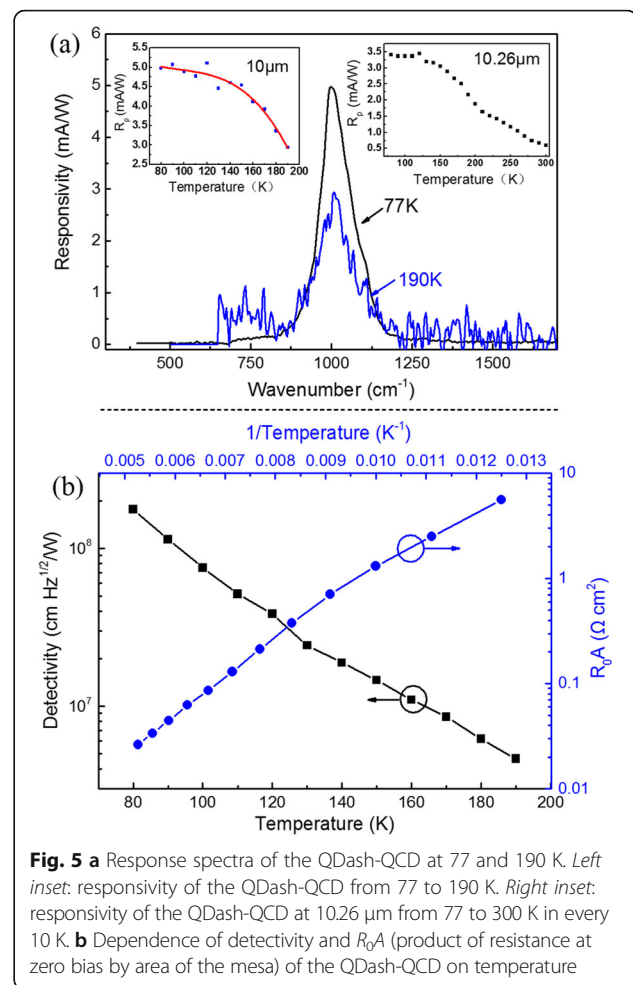 (a)
6
5
4
3
2
1
0
Responsivity (mA/W)
500 750 1000 1250 1500
Wavenumber (cm⁻¹)
5.5
5.0
4.5
4.0
3.5
3.0
2.5
Rₚ (mA/W)
10μm
60 80 100 120 140 160 180 200
Temperature (K)
3.5
3.0
2.5
2.0
1.5
1.0
0.5
Rₚ (mA/W)
10.26μm
100 150 200 250 300
Temperature (K)
77K
190K
1/Temperature (K⁻¹)
0.005 0.006 0.007 0.008 0.009 0.010 0.011 0.012 0.013
(b)
10⁸
10⁷
Detectivity (cm Hz^{1/2}/W)
10
1
0.1
0.01
R₀A (Ω cm²)
80 100 120 140 160 180 200
Temperature (K)
Fig. 5 a Response spectra of the QDash-QCD at 77 and 190 K. Left
inset: responsivity of the QDash-QCD from 77 to 190 K. Right inset:
responsivity of the QDash-QCD at 10.26 μm from 77 to 300 K in every
10 K. b Dependence of detectivity and R₀A (product of resistance at
zero bias by area of the mesa) of the QDash-QCD on temperature